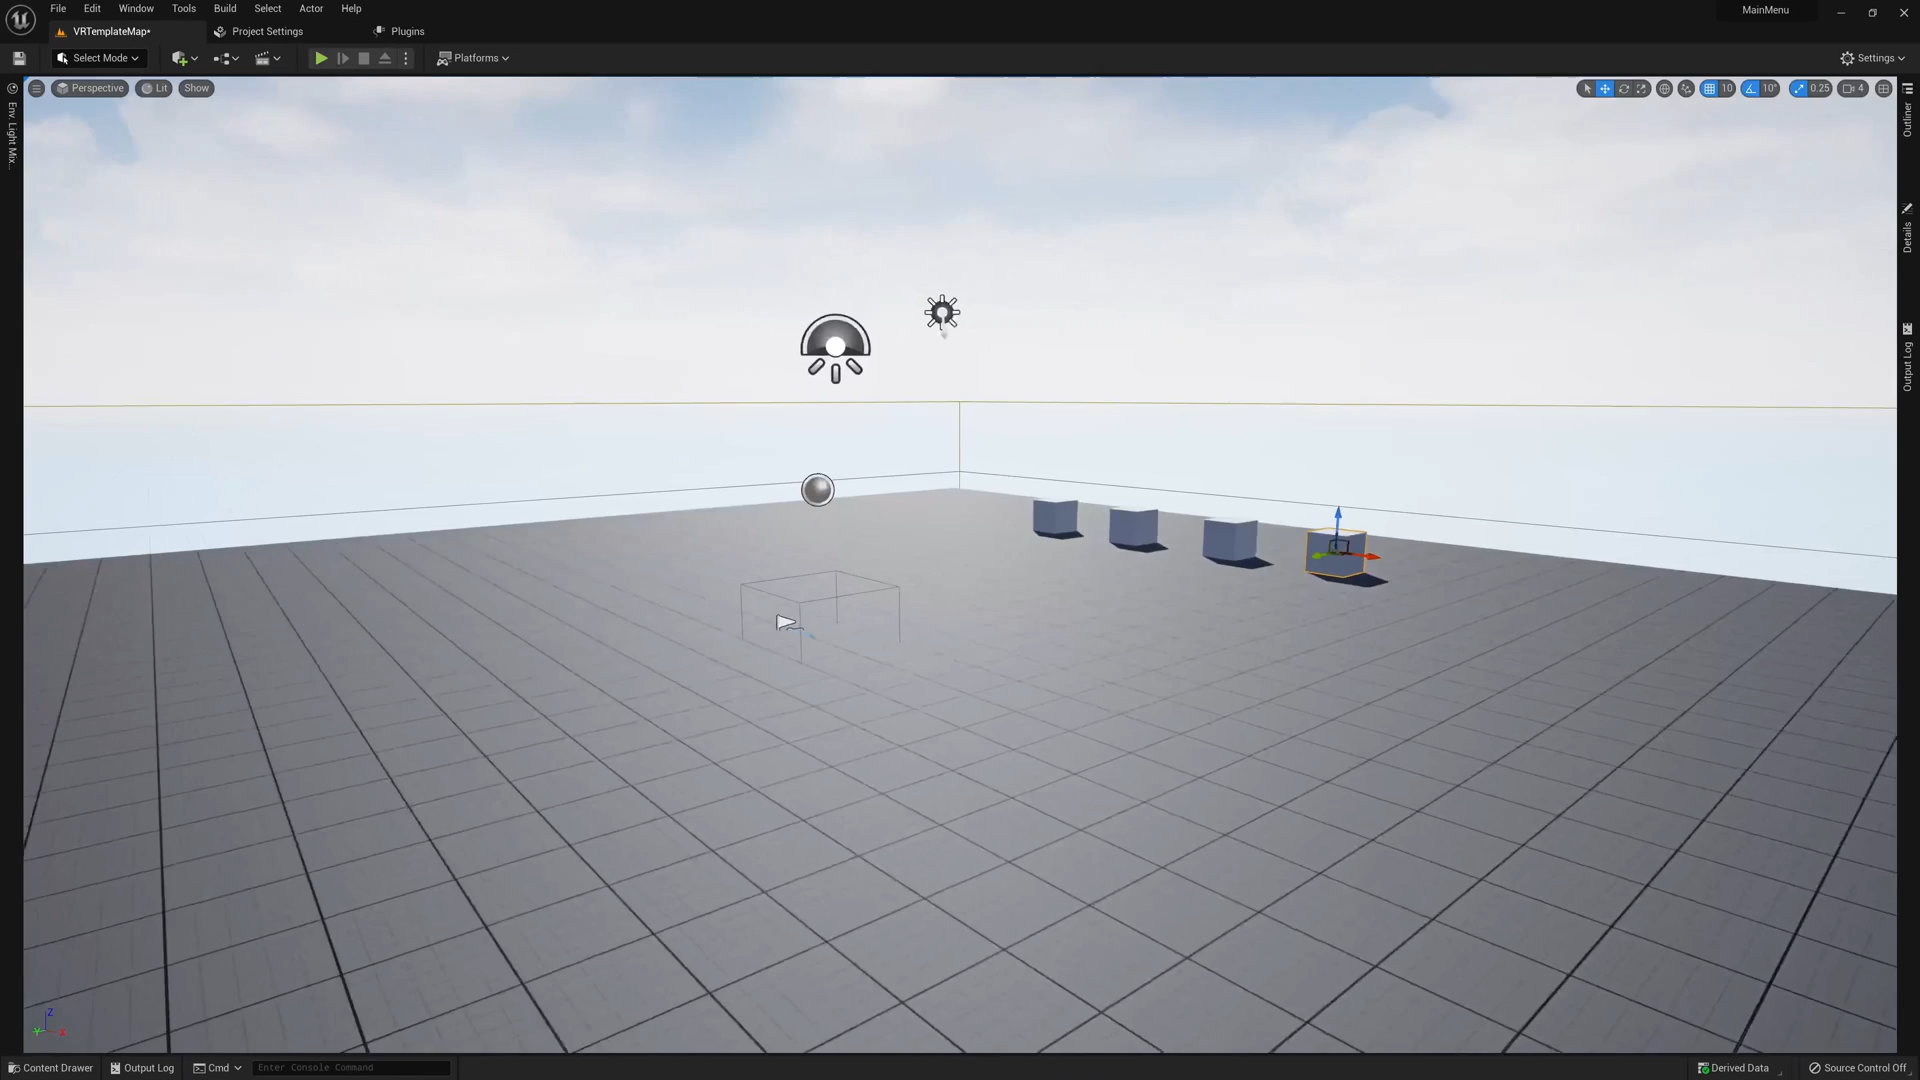 File Edit Window Tools Build Select Actor Help
MainMenu
VRTemplateMap•
Project Settings
Plugins
Select Mode
Platforms
Settings
Perspective
Lit
Show
10
10°
0.25
4
Env. Light Mix...
Outliner
Details
Output Log
Z
Y
X
Content Drawer
Output Log
Cmd
Enter Console Command
Derived Data
Source Control Off